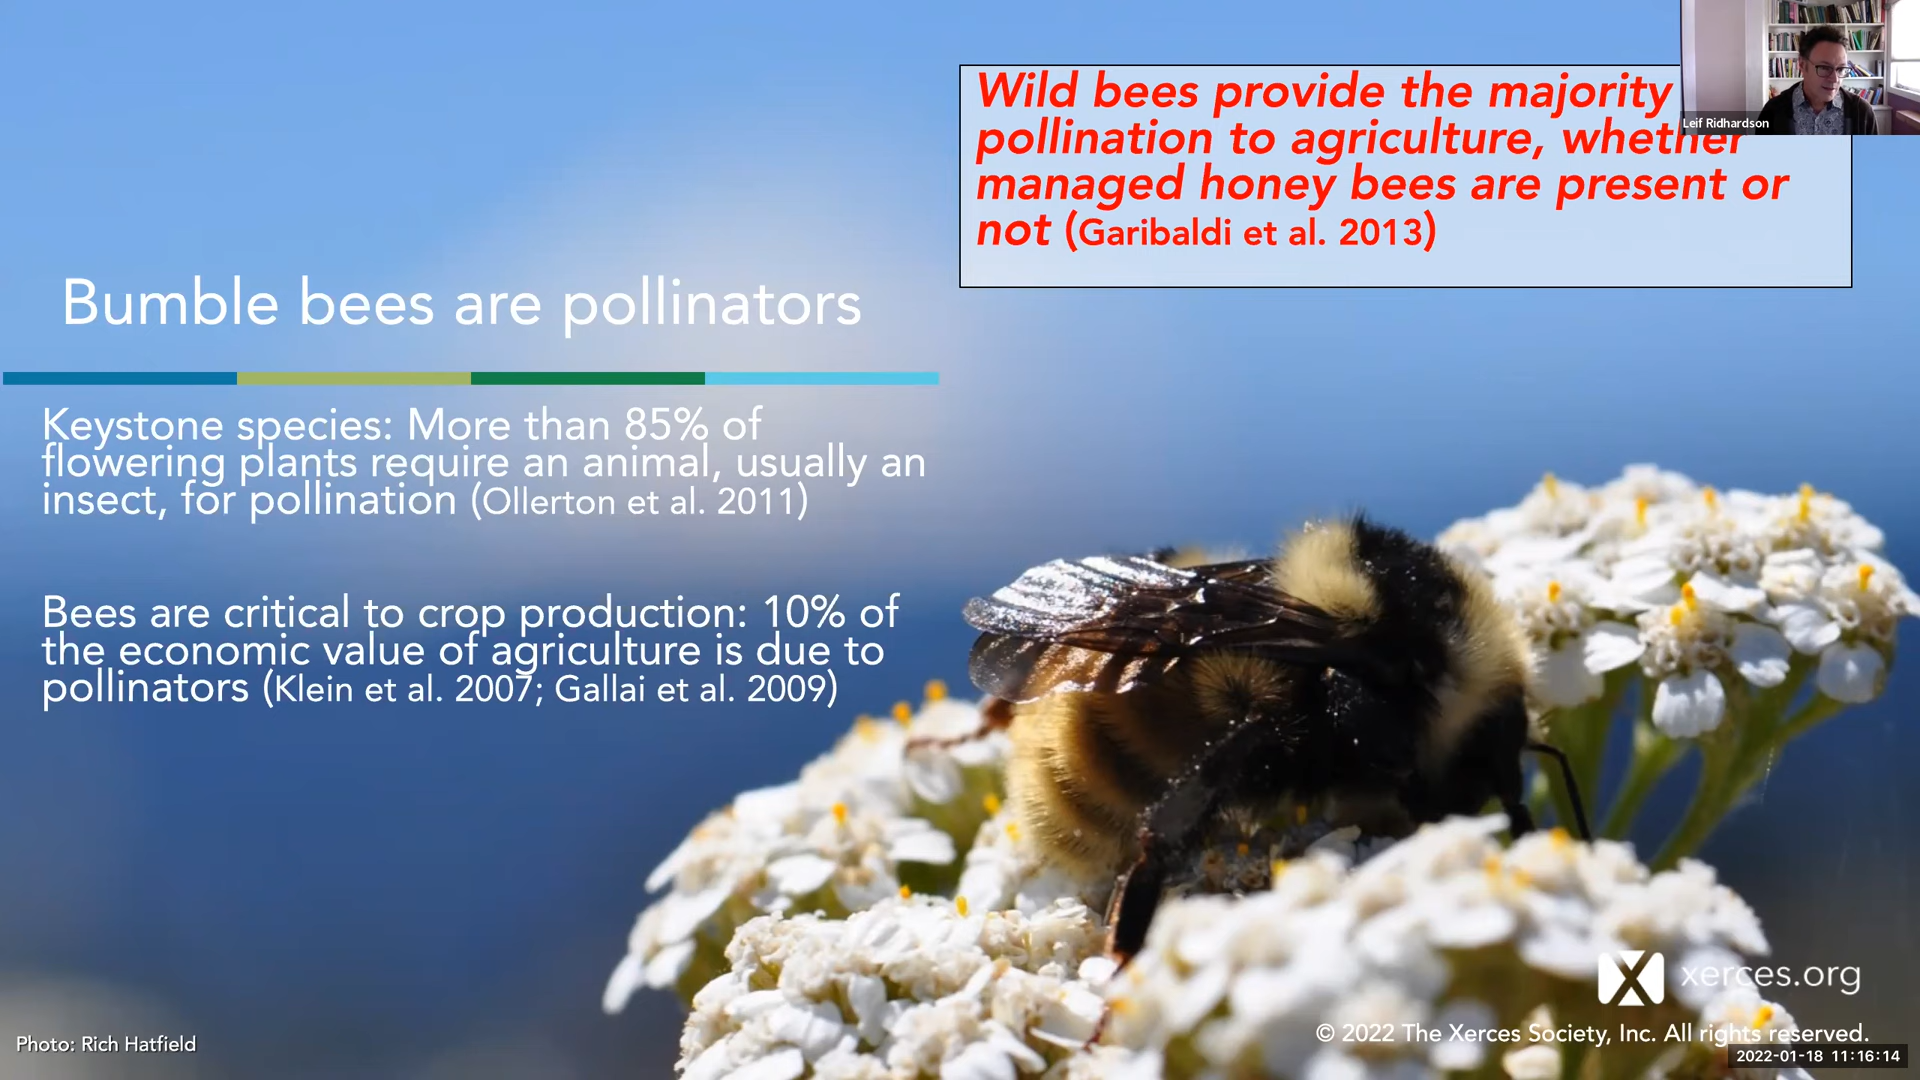 Wild bees provide the majority
pollination to agriculture, whether
managed honey bees are present or
not (Garibaldi et al. 2013)
Leif Ridhardson
Bumble bees are pollinators
Keystone species: More than 85% of
flowering plants require an animal, usually an
insect, for pollination (Ollerton et al. 2011)
Bees are critical to crop production: 10% of
the economic value of agriculture is due to
pollinators (Klein et al. 2007; Gallai et al. 2009)
xerces.org
© 2022 The Xerces Society, Inc. All rights reserved.
Photo: Rich Hatfield
2022-01-18 11:16:14